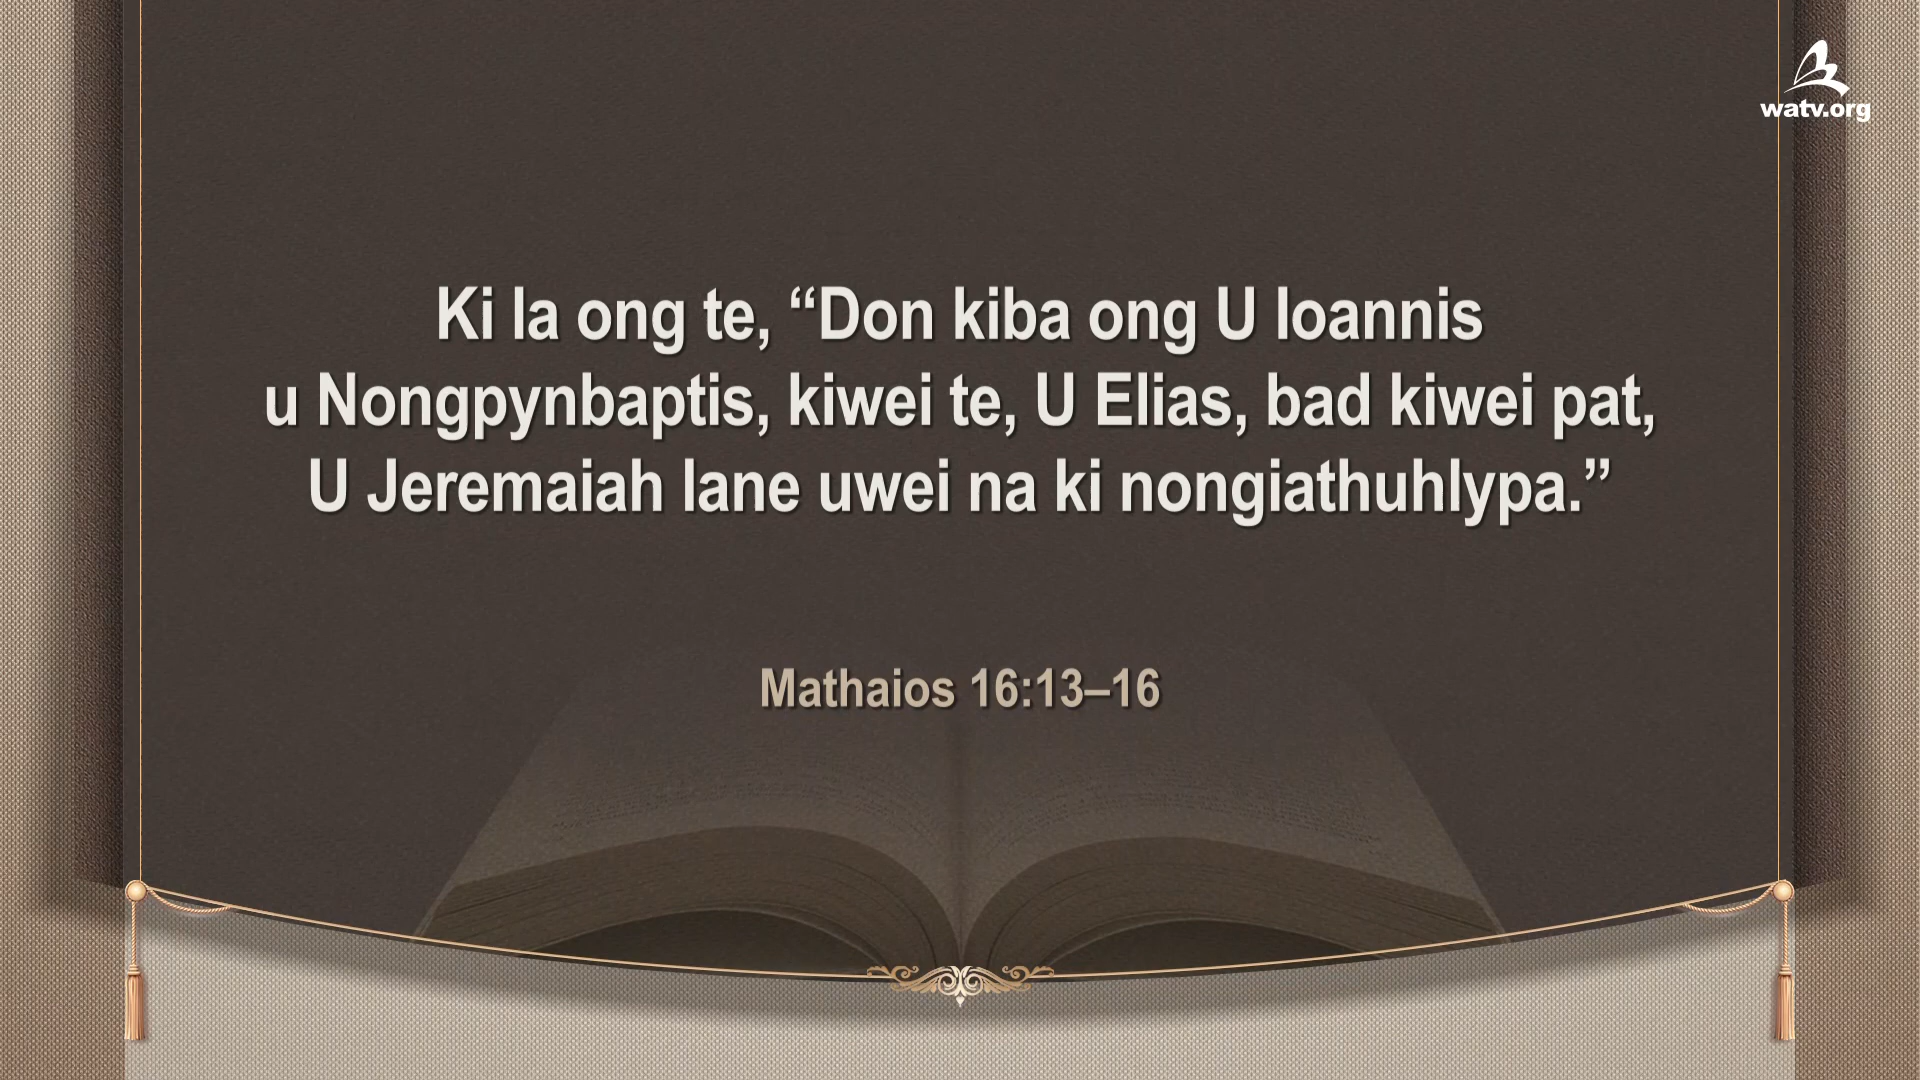 watv.org
Ki la ong te, “Don kiba ong U Ioannis
u Nongpynbaptis, kiwei te, U Elias, bad kiwei pat,
U Jeremaiah lane uwei na ki nongiathuhlypa.”
Mathaios 16:13–16